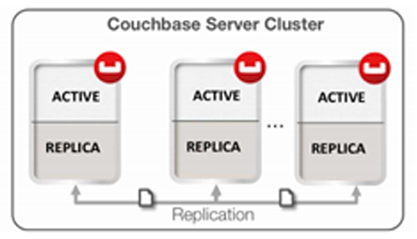 Couchbase Server Cluster
ACTIVE
REPLICA
ACTIVE
REPLICA
...
ACTIVE
REPLICA
Replication